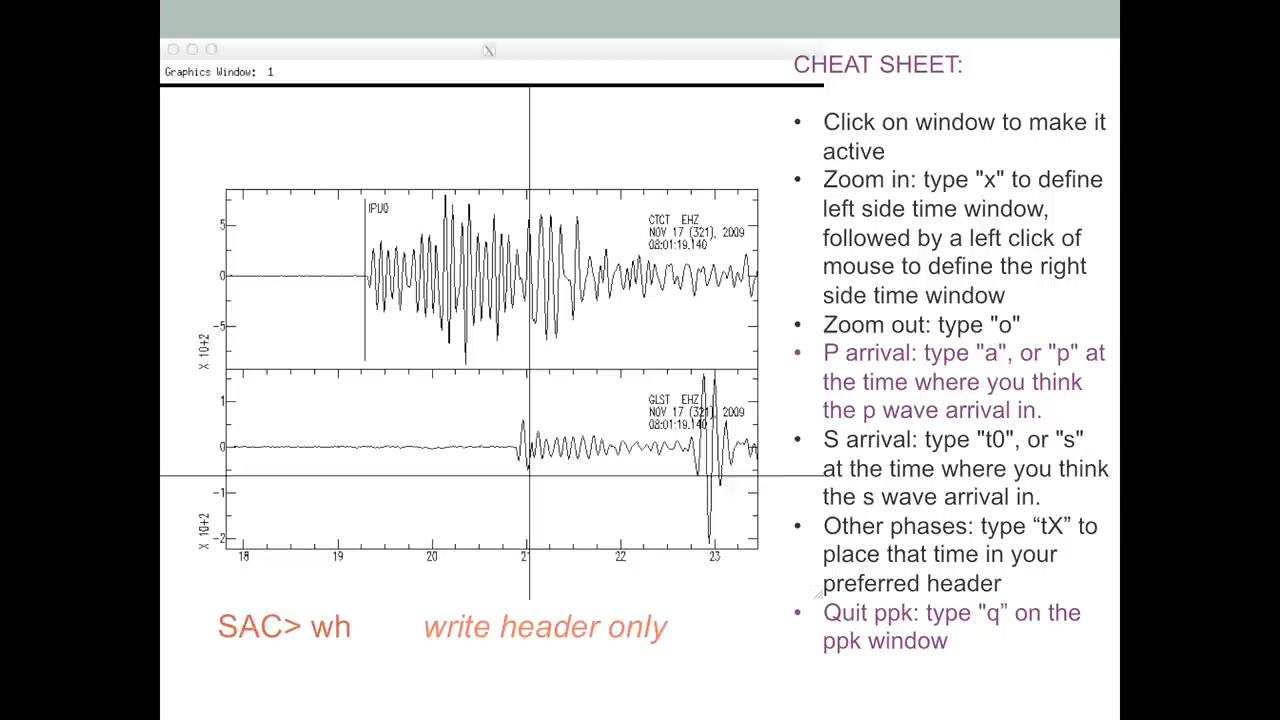 Graphics Window: 1
CHEAT SHEET:
• Click on window to make it
active
• Zoom in: type "x" to define
left side time window,
followed by a left click of
mouse to define the right
side time window
• Zoom out: type "o"
• P arrival: type "a", or "p" at
the time where you think
the p wave arrival in.
• S arrival: type "t0", or "s"
at the time where you think
the s wave arrival in.
• Other phases: type “tX” to
place that time in your
preferred header
• Quit ppk: type "q” on the
ppk window
IPU0
CTCT EHZ
NOV 17 (321), 2009
08:01:19.140
5
0
-5
X 10+2
GLST EHZ
NOV 17 (321), 2009
08:01:19.140
1
0
-1
-2
X 10+2
18 19 20 21 22 23
SAC> wh write header only